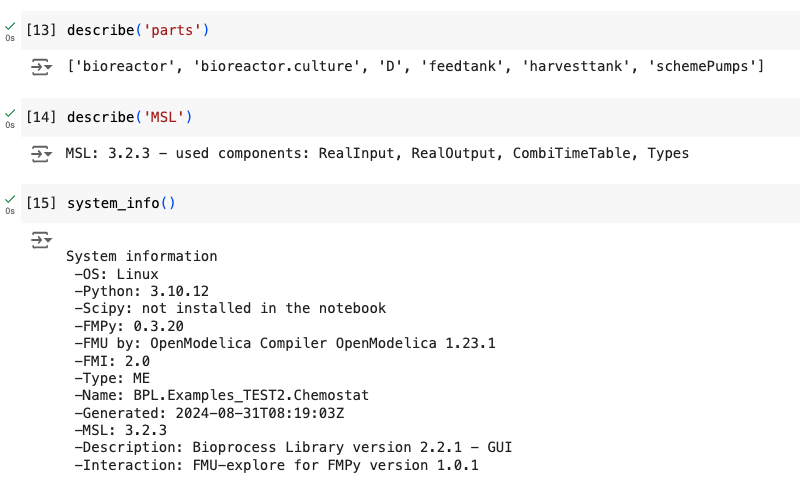 [13] describe('parts')
0s
['bioreactor', 'bioreactor.culture', 'D', 'feedtank', 'harvesttank', 'schemePumps']
[14] describe('MSL')
0s
MSL: 3.2.3 - used components: RealInput, RealOutput, CombiTimeTable, Types
[15] system_info()
0s
System information
-OS: Linux
-Python: 3.10.12
-Scipy: not installed in the notebook
-FMPy: 0.3.20
-FMU by: OpenModelica Compiler OpenModelica 1.23.1
-FMI: 2.0
-Type: ME
-Name: BPL.Examples_TEST2.Chemostat
-Generated: 2024-08-31T08:19:03Z
-MSL: 3.2.3
-Description: Bioprocess Library version 2.2.1 - GUI
-Interaction: FMU-explore for FMPy version 1.0.1